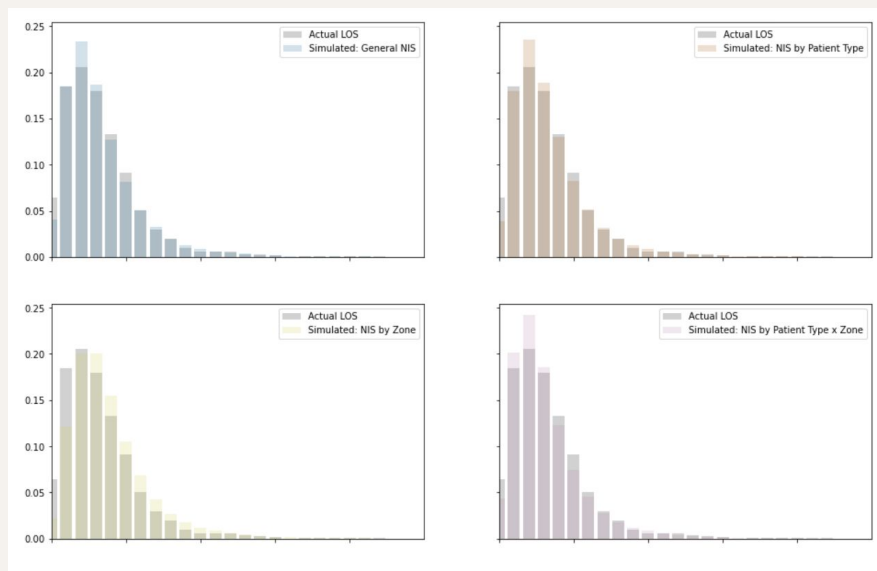 0.25
0.20
0.15
0.10
0.05
0.00
Actual LOS
Simulated: General NIS
Actual LOS
Simulated: NIS by Patient Type
0.25
0.20
0.15
0.10
0.05
0.00
Actual LOS
Simulated: NIS by Zone
Actual LOS
Simulated: NIS by Patient Type x Zone